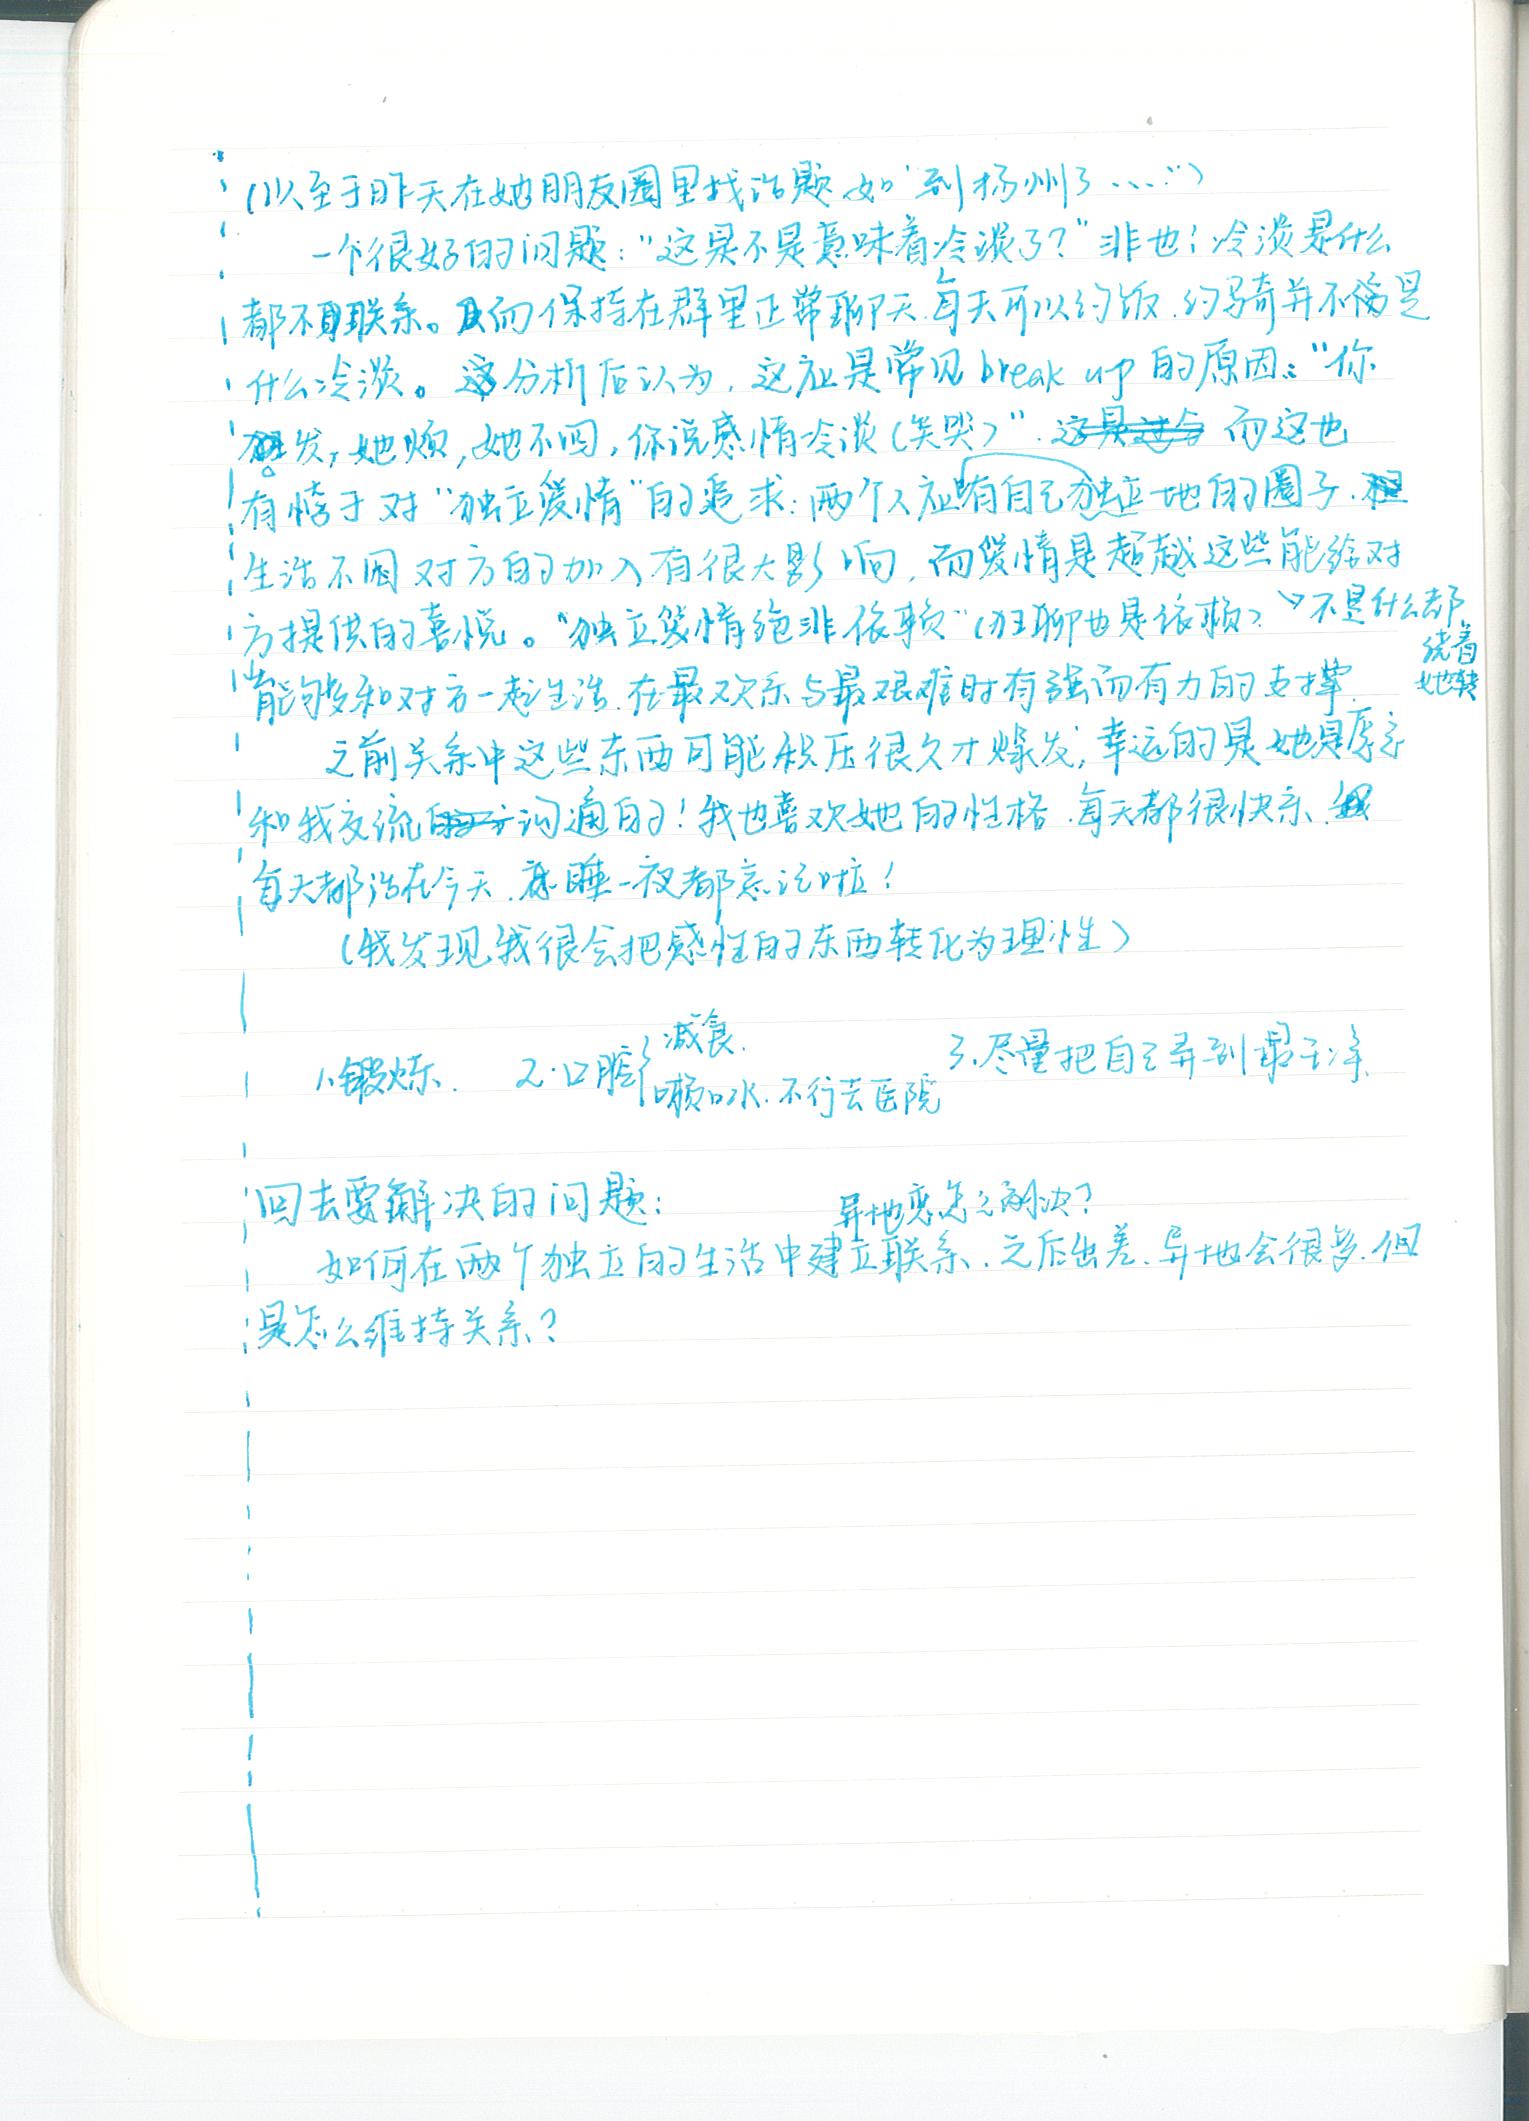 (以至于昨天在她朋友圈里找话题 如"到扬州了....")
一个很好的问题:"这是不是意味着冷淡了?"非也;冷淡是什么
都不联系。而保持在群里正常聊天.每天可以约饭.约骑并不是
什么冷淡。分析后认为,这应是常见break up的原因:"你
发,她烦,她不回,你说感情冷淡(笑哭)".而这也
有悖于对"独立爱情"的追求:两个人应有自己独立地的圈子.
生活不因对方的加入有很大影响,而爱情是超越这些能给对
方提供的喜悦。"独立爱情绝非依赖"(狂聊也是依赖)→不是什么都
绕着
她转
能够和对方一起生活.在最欢乐与最艰难时有强而有力的支撑.
之前关系中这些东西可能积压很久才爆发,幸运的是她是愿意
和我交流沟通的!我也喜欢她的性格.每天都很快乐.
每天都活在今天.睡一夜都忘记啦!
(我发现我很会把感性的东西转化为理性)
减食.
1.锻炼. 2.口腔{ 3.尽量把自己弄到最干净.
漱口水.不行去医院
回去要解决的问题:
异地恋怎么解决?
如何在两个独立的生活中建立联系.之后出差.异地会很多.但
是怎么维持关系?